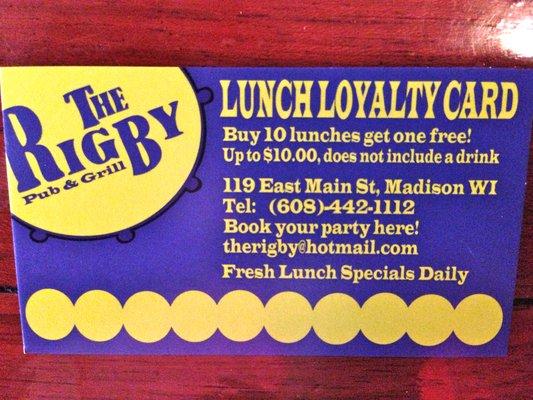 THE
RIGBY
Pub & Grill
LUNCH LOYALTY CARD
Buy 10 lunches get one free!
Up to $10.00, does not include a drink
119 East Main St, Madison WI
Tel: (608)-442-1112
Book your party here!
therigby@hotmail.com
Fresh Lunch Specials Daily